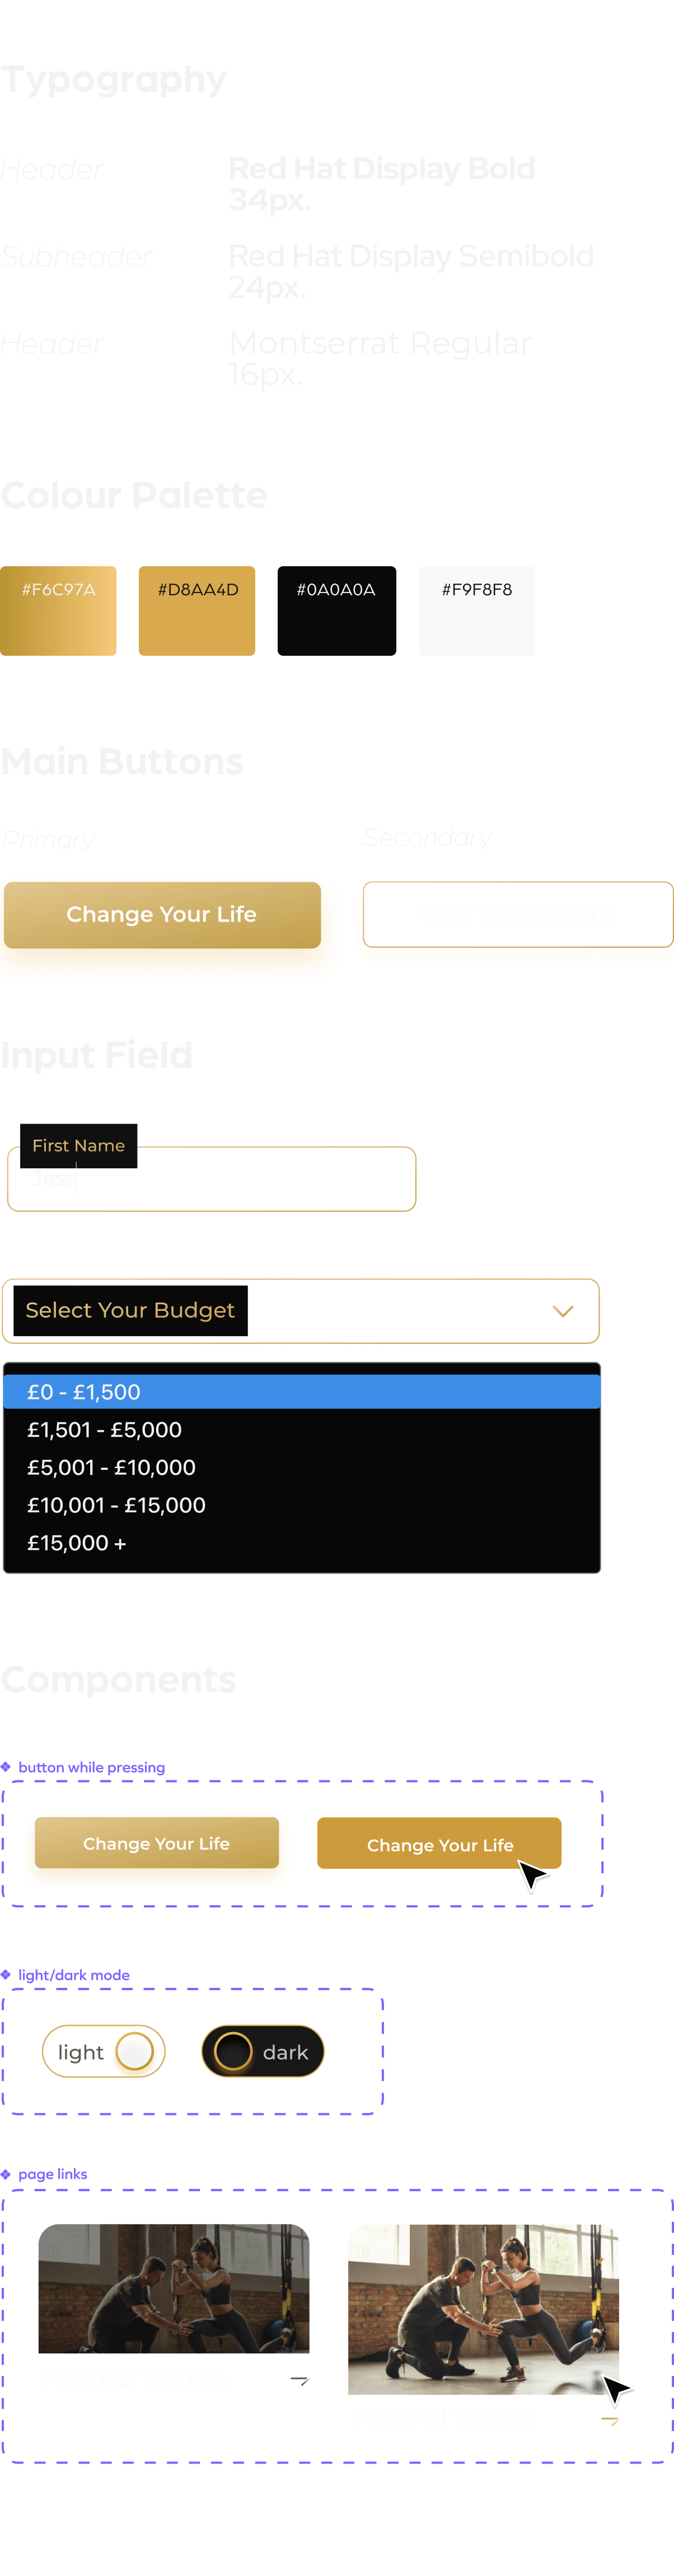 Typography
Header
Red Hat Display Bold
34px.
Subheader
Red Hat Display Semibold
24px.
Header
Montserrat Regular
16px.
Colour Palette
#F6C97A
#D8AA4D
#0A0A0A
#F9F8F8
Main Buttons
Primary
Secondary
Change Your Life
View Testimonials
Input Field
First Name
Jess
Select Your Budget
£0 - £1,500
£1,501 - £5,000
£5,001 - £10,000
£10,001 - £15,000
£15,000 +
Components
button while pressing
Change Your Life
Change Your Life
light/dark mode
light
dark
page links